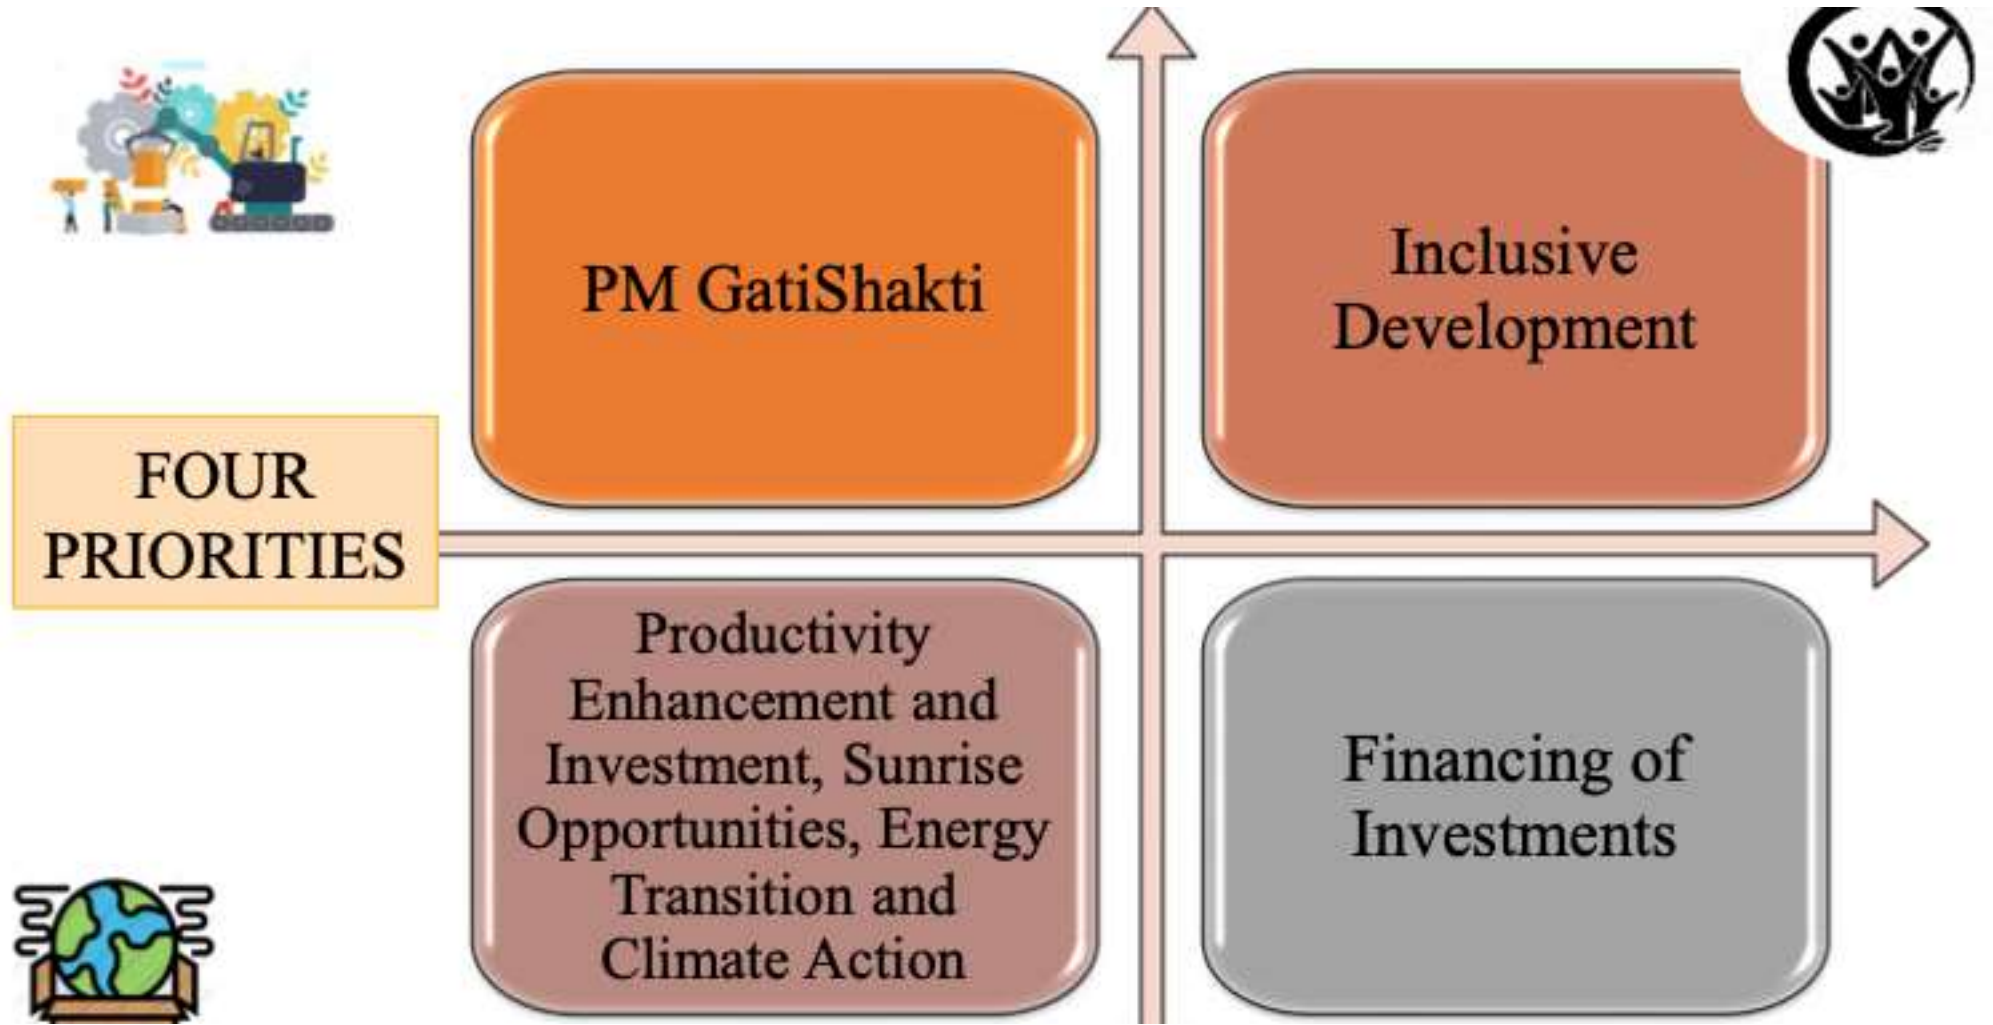 PM GatiShakti
Inclusive
Development
FOUR
PRIORITIES
Productivity
Enhancement and
Investment, Sunrise
Opportunities, Energy
Transition and
Climate Action
Financing of
Investments